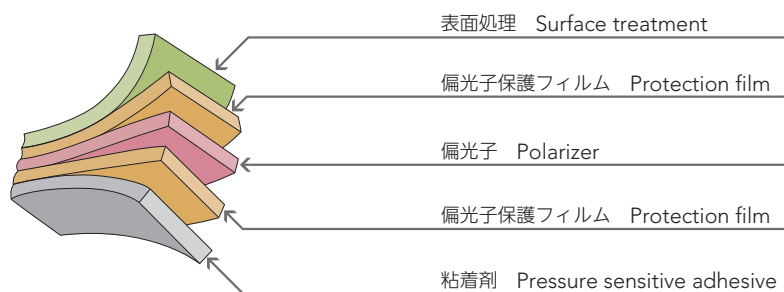 表面処理 Surface treatment
偏光子保護フィルム Protection film
偏光子 Polarizer
偏光子保護フィルム Protection film
粘着剤 Pressure sensitive adhesive